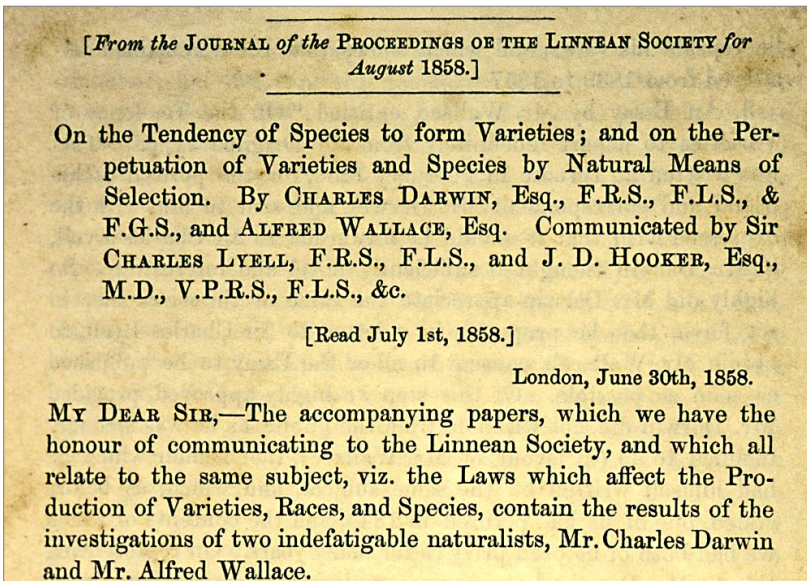 [From the JOURNAL of the PROCEEDINGS OE THE LINNEAN SOCIETY for
August 1858.]
On the Tendency of Species to form Varieties; and on the Per-
petuation of Varieties and Species by Natural Means of
Selection. By CHARLES DARWIN, Esq., F.R.S., F.L.S., &
F.G.S., and ALFRED WALLACE, Esq. Communicated by Sir
CHARLES LYELL, F.R.S., F.L.S., and J. D. HOOKER, Esq.,
M.D., V.P.R.S., F.L.S., &c.
[Read July 1st, 1858.]
London, June 30th, 1858.
MY DEAR SIR,—The accompanying papers, which we have the
honour of communicating to the Linnean Society, and which all
relate to the same subject, viz. the Laws which affect the Pro-
duction of Varieties, Races, and Species, contain the results of the
investigations of two indefatigable naturalists, Mr. Charles Darwin
and Mr. Alfred Wallace.